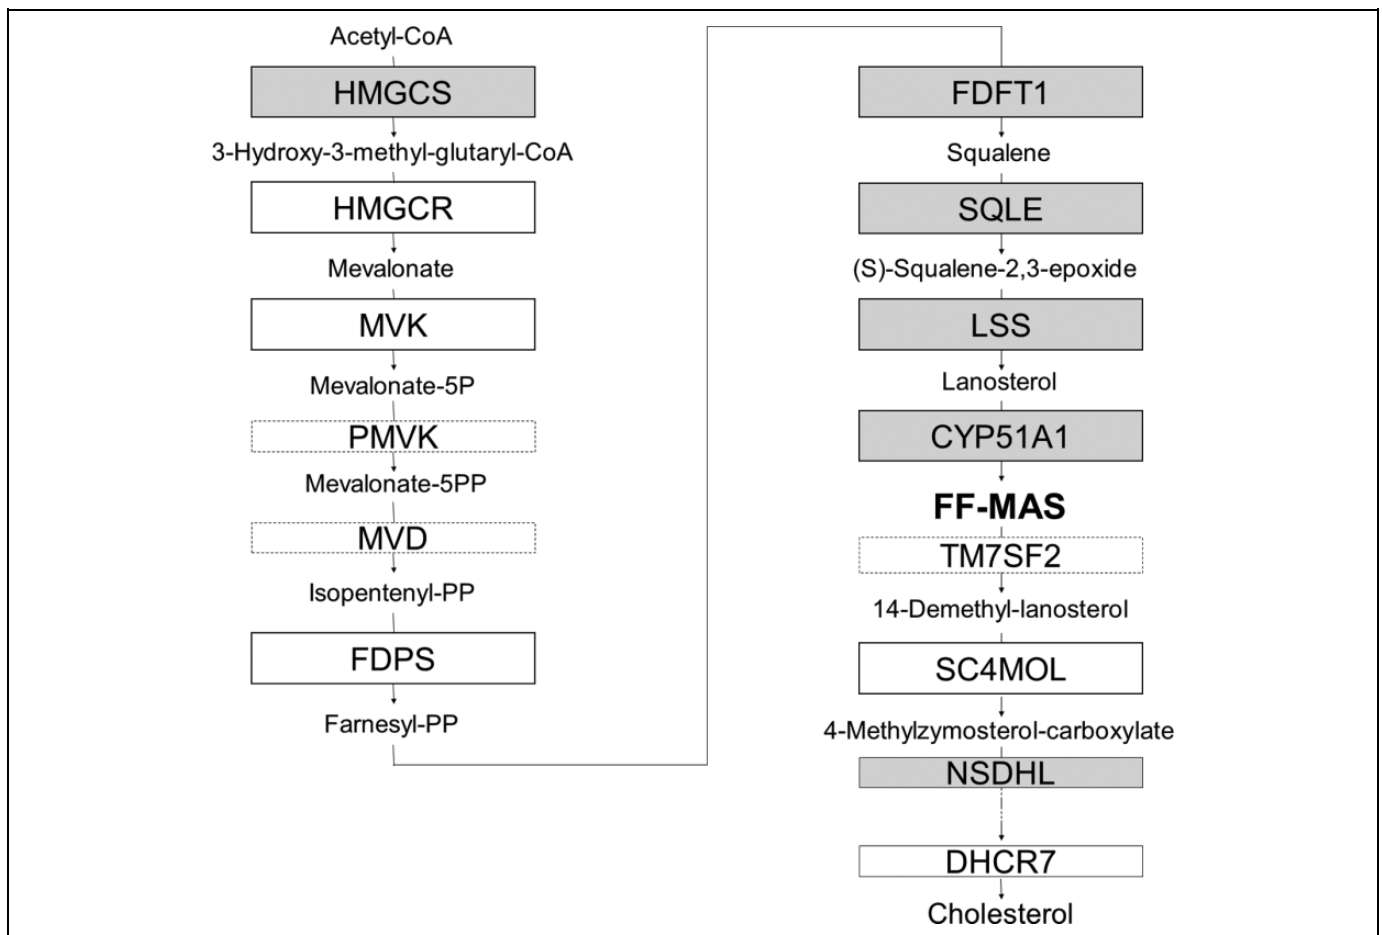 Acetyl-CoA
HMGCS
3-Hydroxy-3-methyl-glutaryl-CoA
HMGCR
Mevalonate
MVK
Mevalonate-5P
PMVK
Mevalonate-5PP
MVD
Isopentenyl-PP
FDPS
Farnesyl-PP
FDFT1
Squalene
SQLE
(S)-Squalene-2,3-epoxide
LSS
Lanosterol
CYP51A1
FF-MAS
TM7SF2
14-Demethyl-lanosterol
SC4MOL
4-Methylzymosterol-carboxylate
NSDHL
DHCR7
Cholesterol